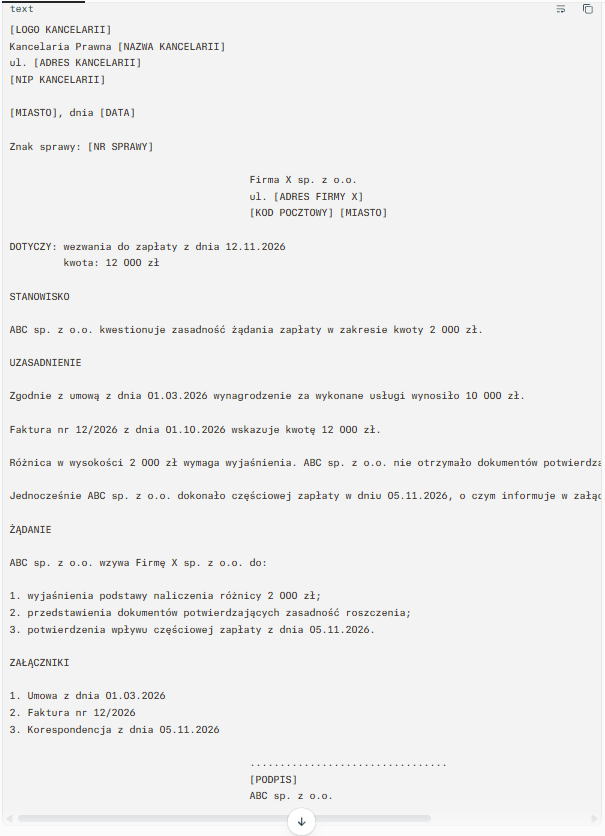 text
[LOGO KANCELARII]
Kancelaria Prawna [NAZWA KANCELARII]
ul. [ADRES KANCELARII]
[NIP KANCELARII]
[MIASTO], dnia [DATA]
Znak sprawy: [NR SPRAWY]
Firma X sp. z o.o.
ul. [ADRES FIRMY X]
[KOD POCZTOWY] [MIASTO]
DOTYCZY: wezwania do zapłaty z dnia 12.11.2026
kwota: 12 000 zł
STANOWISKO
ABC sp. z o.o. kwestionuje zasadność żądania zapłaty w zakresie kwoty 2 000 zł.
UZASADNIENIE
Zgodnie z umową z dnia 01.03.2026 wynagrodzenie za wykonane usługi wynosiło 10 000 zł.
Faktura nr 12/2026 z dnia 01.10.2026 wskazuje kwotę 12 000 zł.
Różnica w wysokości 2 000 zł wymaga wyjaśnienia. ABC sp. z o.o. nie otrzymało dokumentów potwierdza
Jednocześnie ABC sp. z o.o. dokonało częściowej zapłaty w dniu 05.11.2026, o czym informuje w załąc
ŻĄDANIE
ABC sp. z o.o. wzywa Firmę X sp. z o.o. do:
1. wyjaśnienia podstawy naliczenia różnicy 2 000 zł;
2. przedstawienia dokumentów potwierdzających zasadność roszczenia;
3. potwierdzenia wpływu częściowej zapłaty z dnia 05.11.2026.
ZAŁĄCZNIKI
1. Umowa z dnia 01.03.2026
2. Faktura nr 12/2026
3. Korespondencja z dnia 05.11.2026
.................................
[PODPIS]
ABC sp. z o.o.